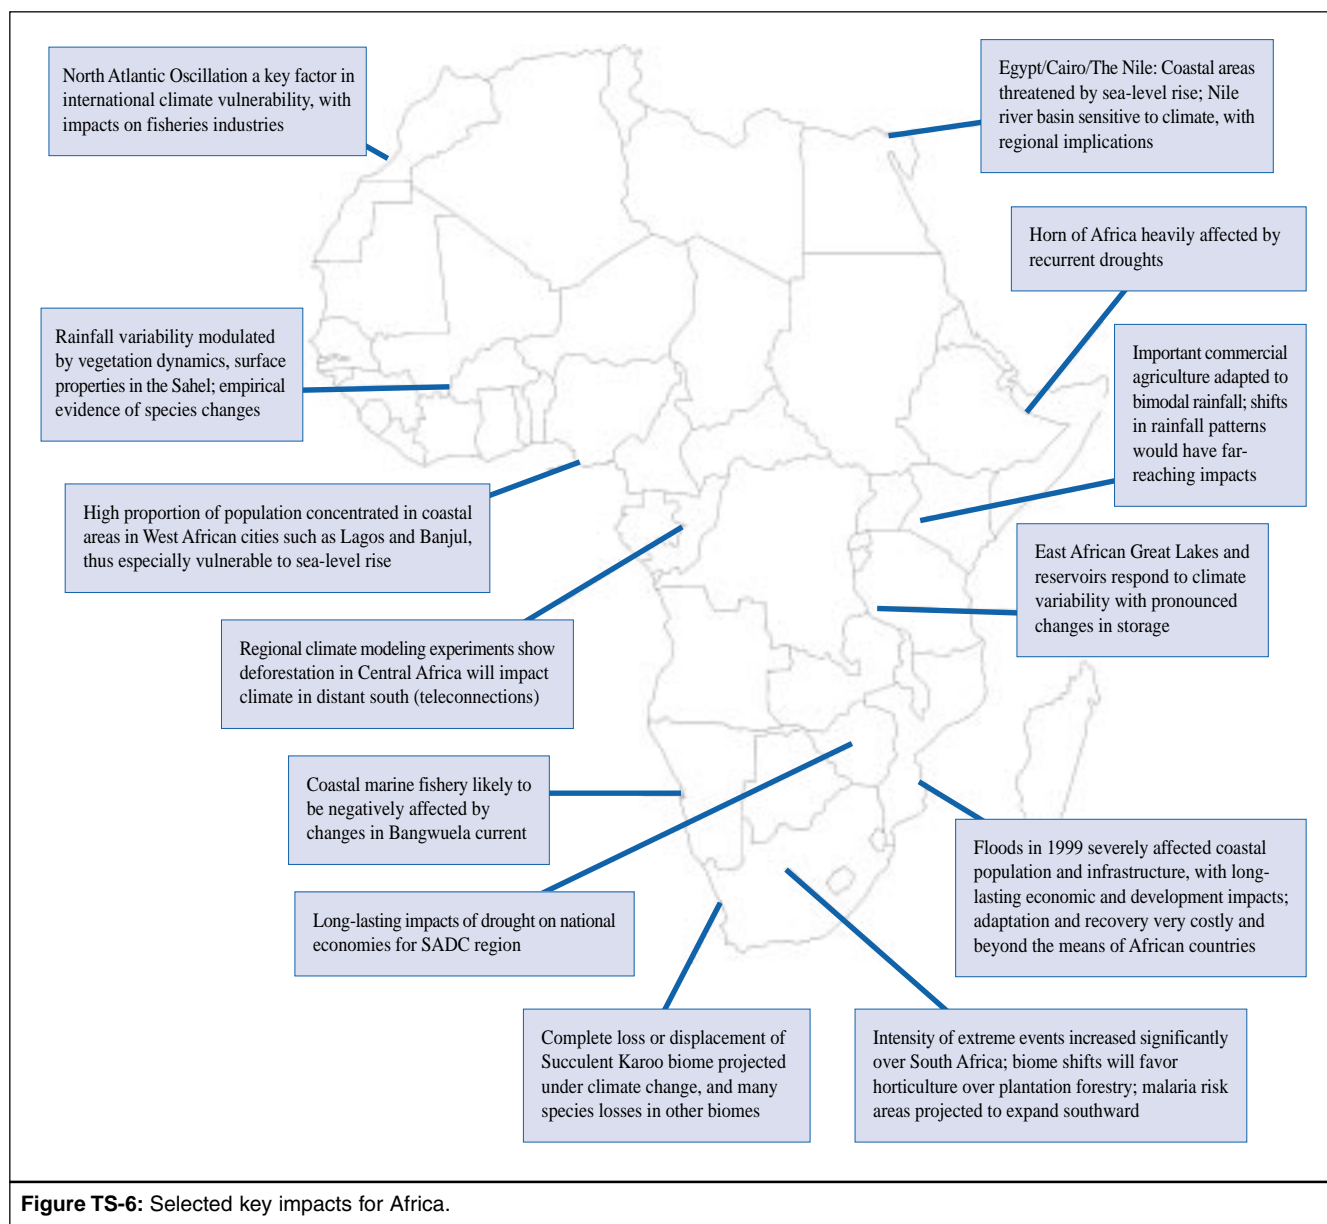 North Atlantic Oscillation a key factor in
international climate vulnerability, with
impacts on fisheries industries
Egypt/Cairo/The Nile: Coastal areas
threatened by sea-level rise; Nile
river basin sensitive to climate, with
regional implications
Horn of Africa heavily affected by
recurrent droughts
Rainfall variability modulated
by vegetation dynamics, surface
properties in the Sahel; empirical
evidence of species changes
Important commercial
agriculture adapted to
bimodal rainfall; shifts
in rainfall patterns
would have far-
reaching impacts
High proportion of population concentrated in coastal
areas in West African cities such as Lagos and Banjul,
thus especially vulnerable to sea-level rise
East African Great Lakes and
reservoirs respond to climate
variability with pronounced
changes in storage
Regional climate modeling experiments show
deforestation in Central Africa will impact
climate in distant south (teleconnections)
Coastal marine fishery likely to
be negatively affected by
changes in Bangwuela current
Floods in 1999 severely affected coastal
population and infrastructure, with long-
lasting economic and development impacts;
adaptation and recovery very costly and
beyond the means of African countries
Long-lasting impacts of drought on national
economies for SADC region
Complete loss or displacement of
Succulent Karoo biome projected
under climate change, and many
species losses in other biomes
Intensity of extreme events increased significantly
over South Africa; biome shifts will favor
horticulture over plantation forestry; malaria risk
areas projected to expand southward
Figure TS-6: Selected key impacts for Africa.